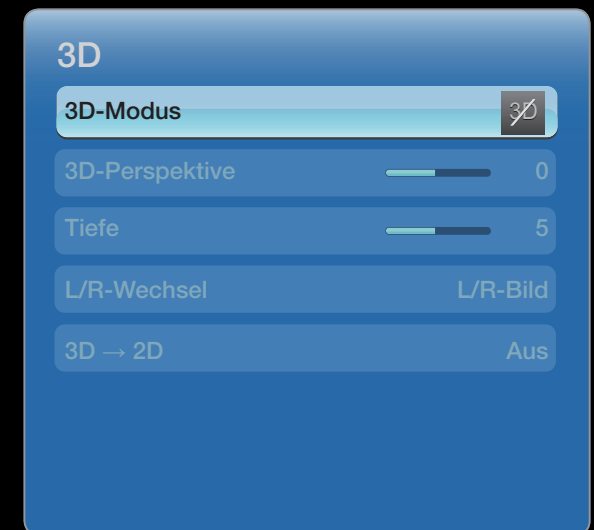 3D
3D-Modus 3D
3D-Perspektive 0
Tiefe 5
L/R-Wechsel L/R-Bild
3D → 2D Aus